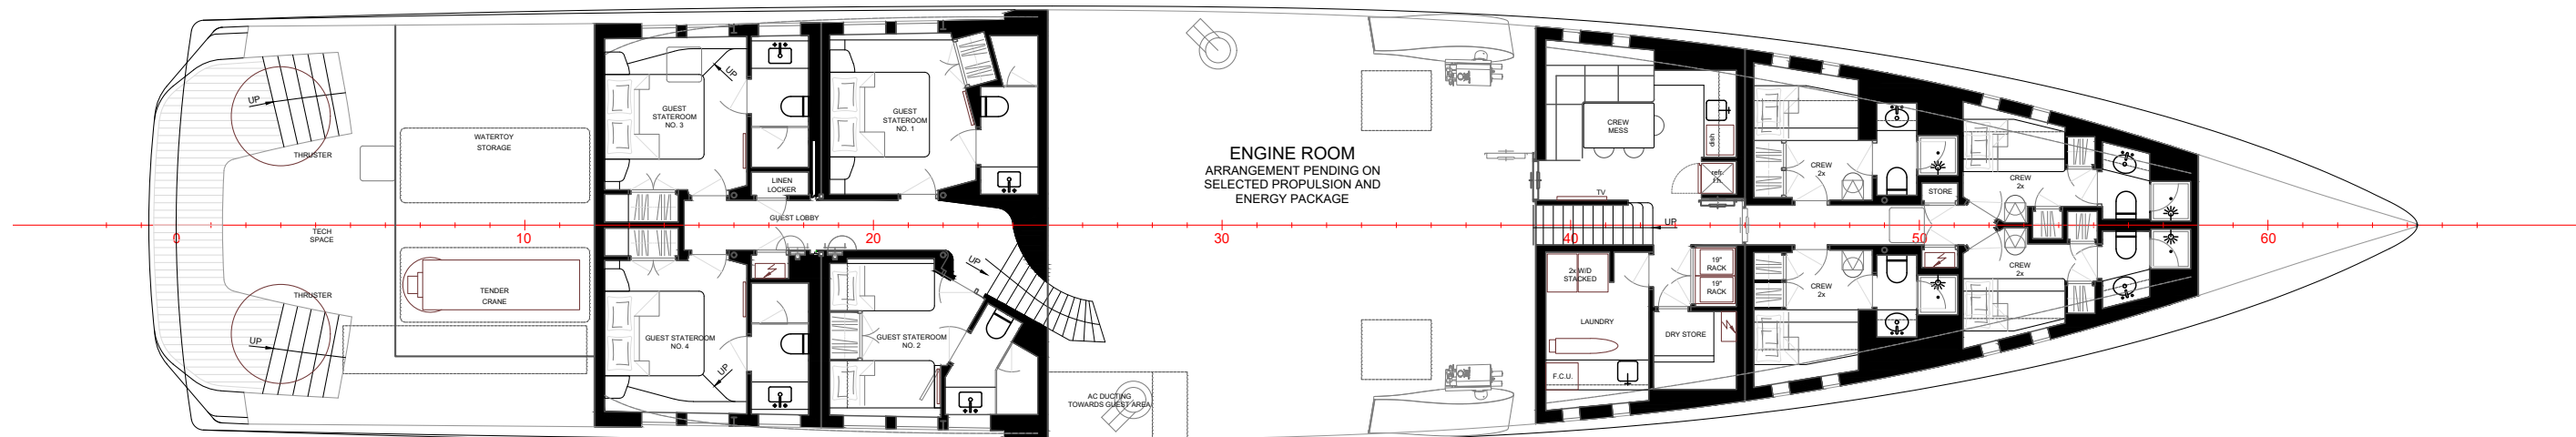 UP
THRUSTER
WATERTOY
STORAGE
TECH
SPACE
TENDER
CRANE
THRUSTER
UP
GUEST
STATEROOM
NO. 3
UP
LINEN
LOCKER
GUEST
STATEROOM
NO. 1
GUEST LOBBY
GUEST STATEROOM
NO. 4
UP
GUEST STATEROOM
NO. 2
UP
ENGINE ROOM
ARRANGEMENT PENDING ON
SELECTED PROPULSION AND
ENERGY PACKAGE
AC DUCTING
TOWARDS GUEST AREA
CREW
MESS
dish
refr.
TV
UP
2x W/D
STACKED
19"
RACK
19"
RACK
LAUNDRY
DRY STORE
F.C.U.
CREW
2x
CREW
2x
STORE
CREW
2x
CREW
2x
0
10
20
30
40
50
60